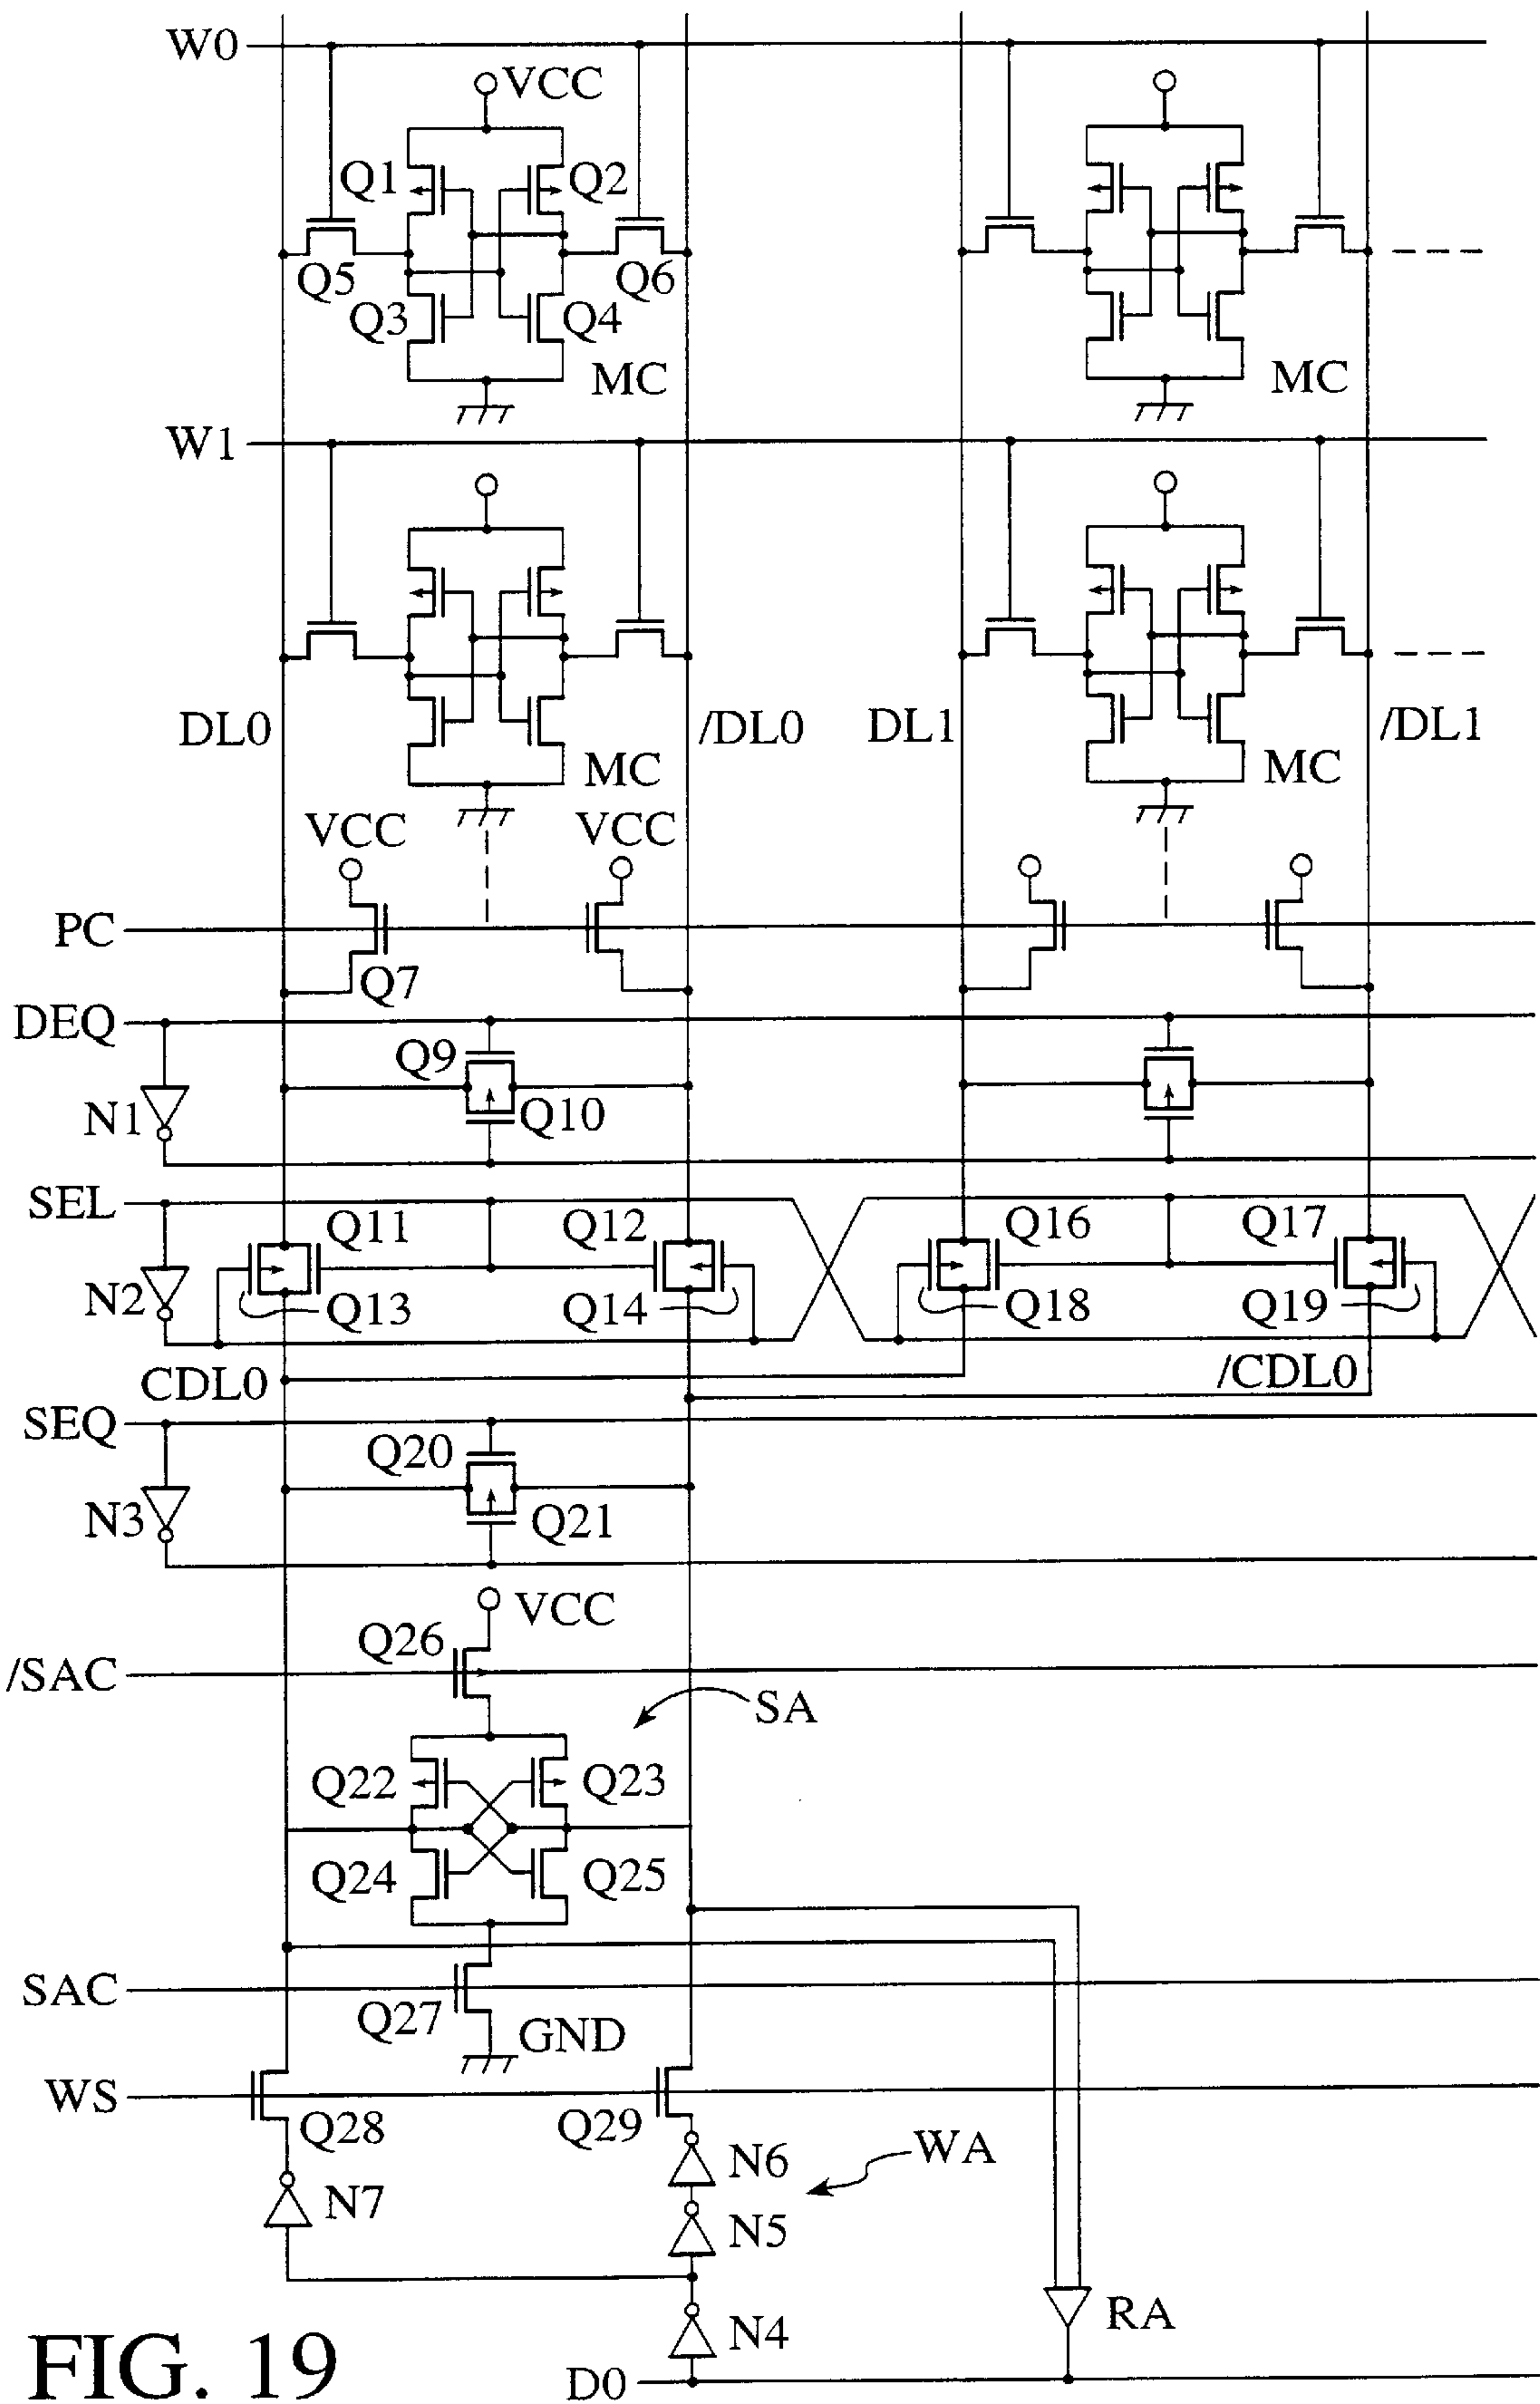 W0
VCC
Q1
Q2
Q5
Q6
Q3
Q4
MC
MC
W1
DL0
/DL0
DL1
/DL1
MC
MC
VCC
VCC
PC
Q7
DEQ
Q9
N1
Q10
SEL
Q11
Q12
Q16
Q17
N2
Q13
Q14
Q18
Q19
CDL0
/CDL0
SEQ
Q20
N3
Q21
VCC
Q26
/SAC
SA
Q22
Q23
Q24
Q25
SAC
Q27
GND
WS
Q28
Q29
N6
WA
N7
N5
N4
RA
D0
FIG. 19